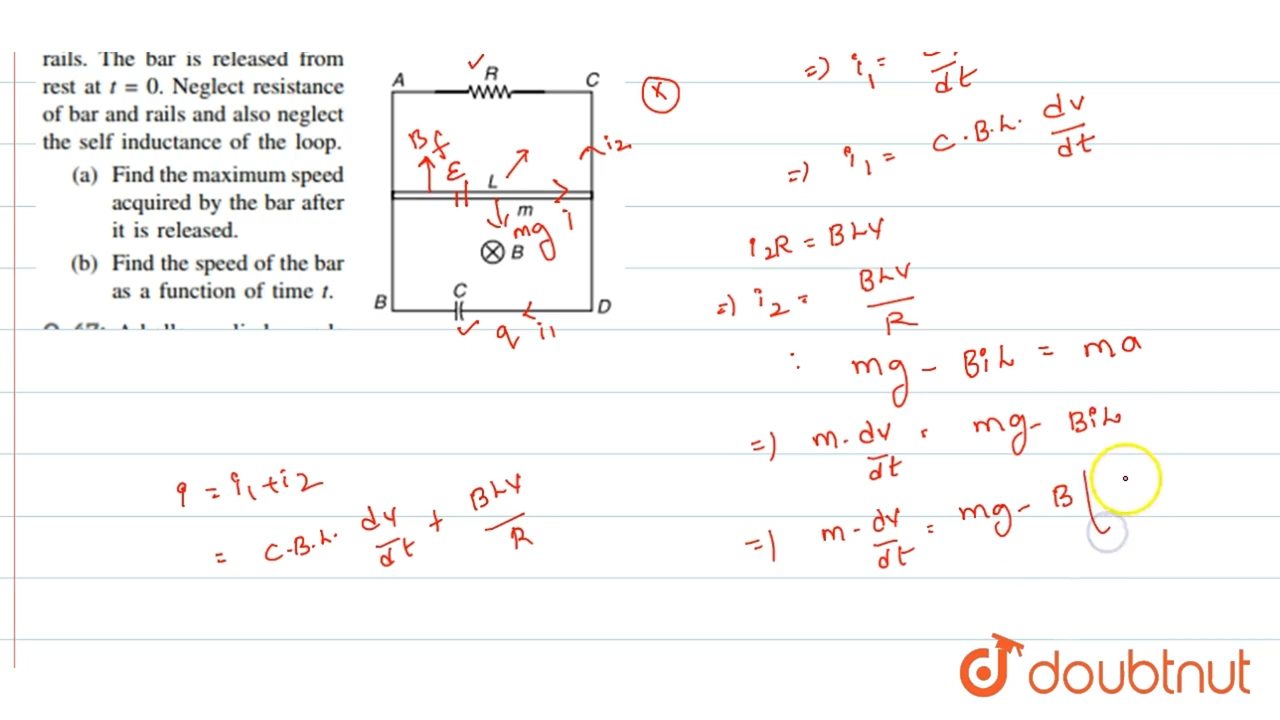 rails. The bar is released from
rest at t = 0. Neglect resistance
of bar and rails and also neglect
the self inductance of the loop.
(a) Find the maximum speed
acquired by the bar after
it is released.
(b) Find the speed of the bar
as a function of time t.
A R C
x
Bf
ε
L
i2
m
mg i
⊗ B
B C D
q i1
=) i1 = /dt
=) i1 = C.B.L. dv/dt
i2R = BLV
=) i2 = BLV/R
: mg - BiL = ma
=) m. dv/dt = mg - BiL
=) m - dv/dt = mg - B(
i = i1 + i2
= C-B.L. dv/dt + BLV/R
doubtnut